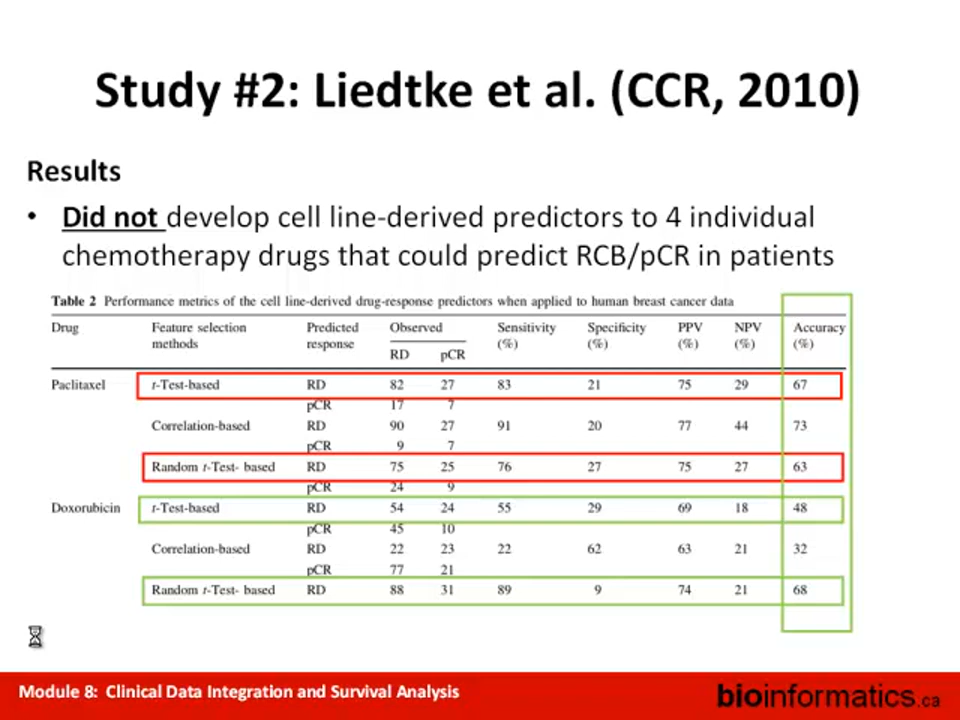 Study #2: Liedtke et al. (CCR, 2010)
Results
• Did not develop cell line-derived predictors to 4 individual
chemotherapy drugs that could predict RCB/pCR in patients
Table 2 Performance metrics of the cell line-derived drug-response predictors when applied to human breast cancer data
Drug Feature selection Predicted Observed Sensitivity Specificity PPV NPV Accuracy
methods response (%) (%) (%) (%) (%)
RD pCR
Paclitaxel t-Test-based RD 82 27 83 21 75 29 67
pCR 17 7
Correlation-based RD 90 27 91 20 77 44 73
pCR 9 7
Random t-Test- based RD 75 25 76 27 75 27 63
pCR 24 9
Doxorubicin t-Test-based RD 54 24 55 29 69 18 48
pCR 45 10
Correlation-based RD 22 23 22 62 63 21 32
pCR 77 21
Random t-Test- based RD 88 31 89 9 74 21 68
Module 8: Clinical Data Integration and Survival Analysis
bioinformatics.ca